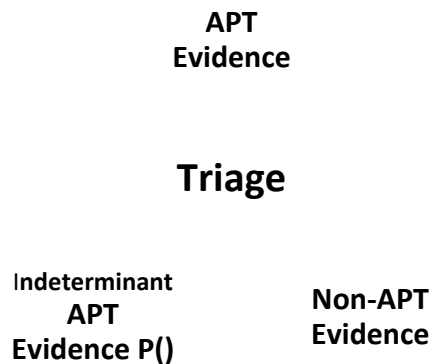 APT
Evidence
Triage
Indeterminant
APT
Evidence P()
Non-APT
Evidence